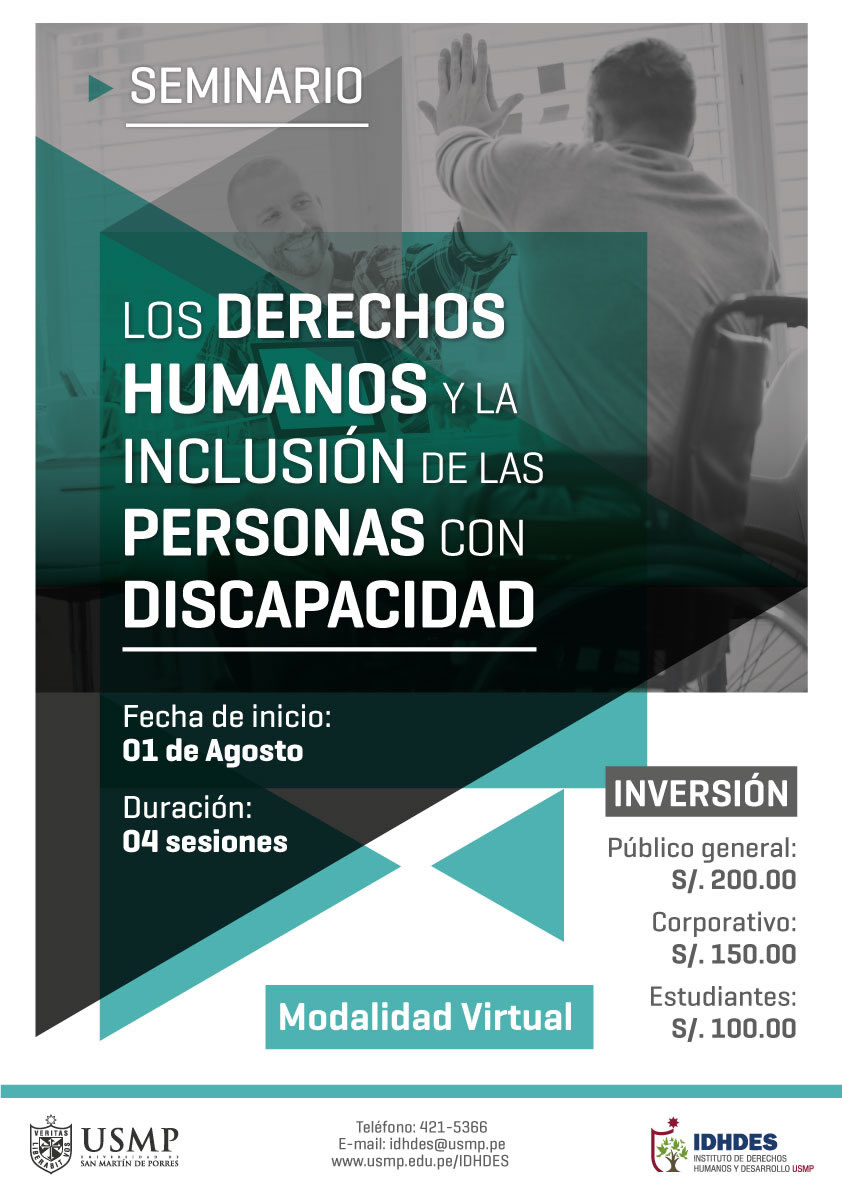 SEMINARIO
LOS DERECHOS
HUMANOS Y LA
INCLUSIÓN DE LAS
PERSONAS CON
DISCAPACIDAD
Fecha de inicio:
01 de Agosto
Duración:
04 sesiones
INVERSIÓN
Público general:
S/. 200.00
Corporativo:
S/. 150.00
Estudiantes:
S/. 100.00
Modalidad Virtual
VERITAS
LIBERABIT VOS
USMP
UNIVERSIDAD DE
SAN MARTÍN DE PORRES
Teléfono: 421-5366
E-mail: idhdes@usmp.pe
www.usmp.edu.pe/IDHDES
IDHDES
INSTITUTO DE DERECHOS
HUMANOS Y DESARROLLO USMP